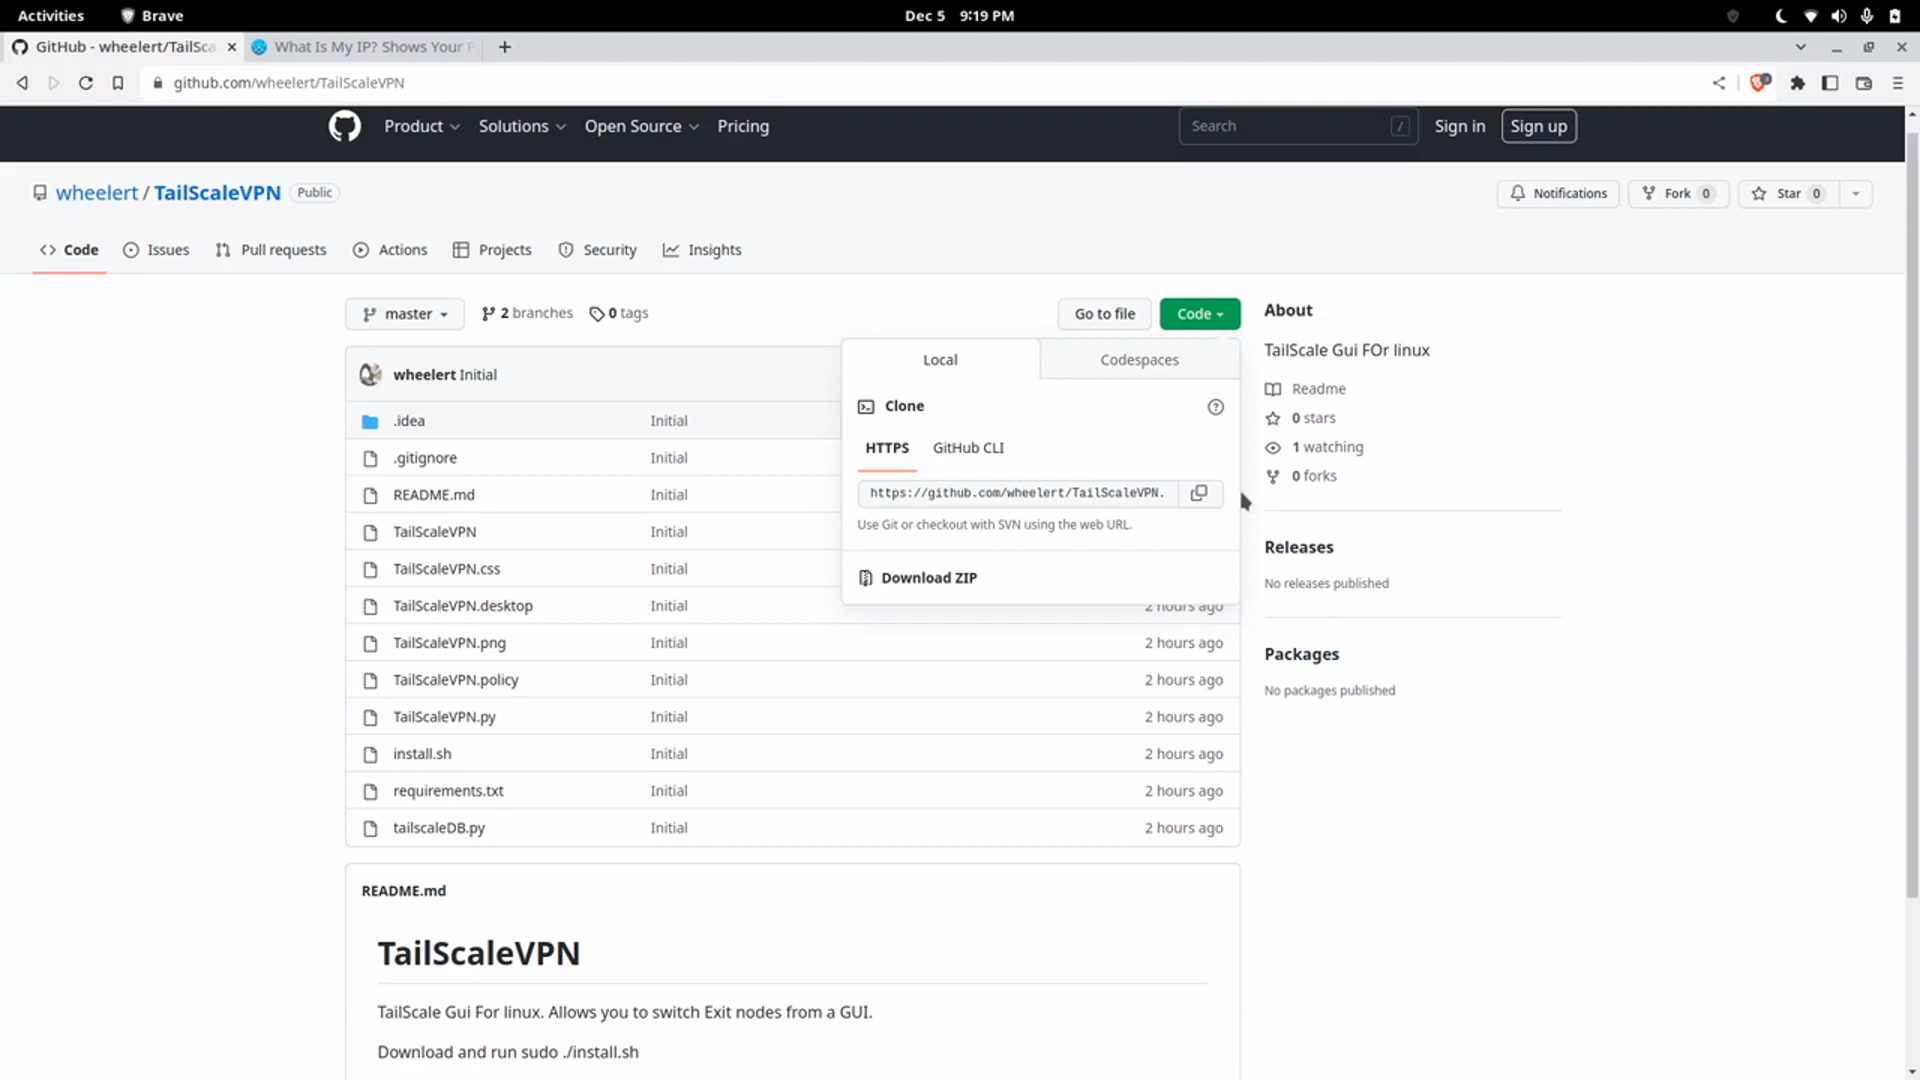 Activities Brave Dec 5 9:19 PM
GitHub - wheelert/TailSca What Is My IP? Shows Your P
github.com/wheelert/TailScaleVPN
Product Solutions Open Source Pricing Search / Sign in Sign up
wheelert / TailScaleVPN Public Notifications Fork 0 Star 0
Code Issues Pull requests Actions Projects Security Insights
master 2 branches 0 tags Go to file Code About
TailScale Gui FOr linux
Local Codespaces
wheelert Initial
Readme
Clone
0 stars
.idea Initial
1 watching
HTTPS GitHub CLI
.gitignore Initial
0 forks
README.md Initial
https://github.com/wheelert/TailScaleVPN.
Use Git or checkout with SVN using the web URL.
TailScaleVPN Initial
Releases
TailScaleVPN.css Initial
Download ZIP
No releases published
TailScaleVPN.desktop Initial 2 hours ago
TailScaleVPN.png Initial 2 hours ago
Packages
TailScaleVPN.policy Initial 2 hours ago
No packages published
TailScaleVPN.py Initial 2 hours ago
install.sh Initial 2 hours ago
requirements.txt Initial 2 hours ago
tailscaleDB.py Initial 2 hours ago
README.md
TailScaleVPN
TailScale Gui For linux. Allows you to switch Exit nodes from a GUI.
Download and run sudo ./install.sh